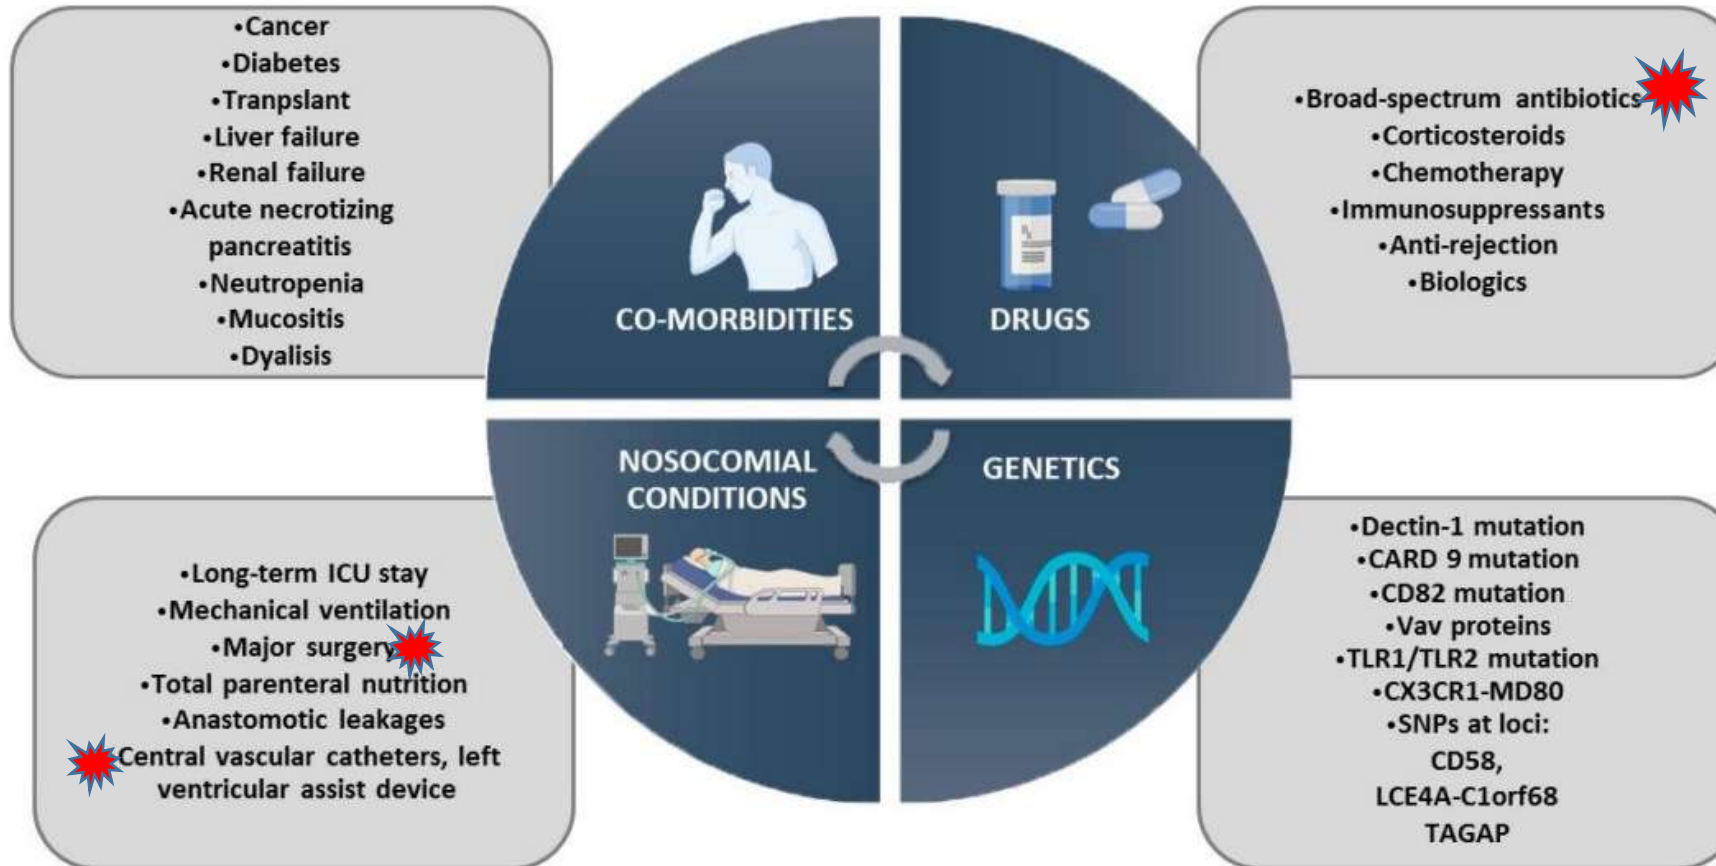 •Cancer
•Diabetes
•Tranpslant
•Liver failure
•Renal failure
•Acute necrotizing
pancreatitis
•Neutropenia
•Mucositis
•Dyalisis
CO-MORBIDITIES
DRUGS
•Broad-spectrum antibiotics
•Corticosteroids
•Chemotherapy
•Immunosuppressants
•Anti-rejection
•Biologics
NOSOCOMIAL
CONDITIONS
•Long-term ICU stay
•Mechanical ventilation
•Major surgery
•Total parenteral nutrition
•Anastomotic leakages
Central vascular catheters, left
ventricular assist device
GENETICS
•Dectin-1 mutation
•CARD 9 mutation
•CD82 mutation
•Vav proteins
•TLR1/TLR2 mutation
•CX3CR1-MD80
•SNPs at loci:
CD58,
LCE4A-C1orf68
TAGAP